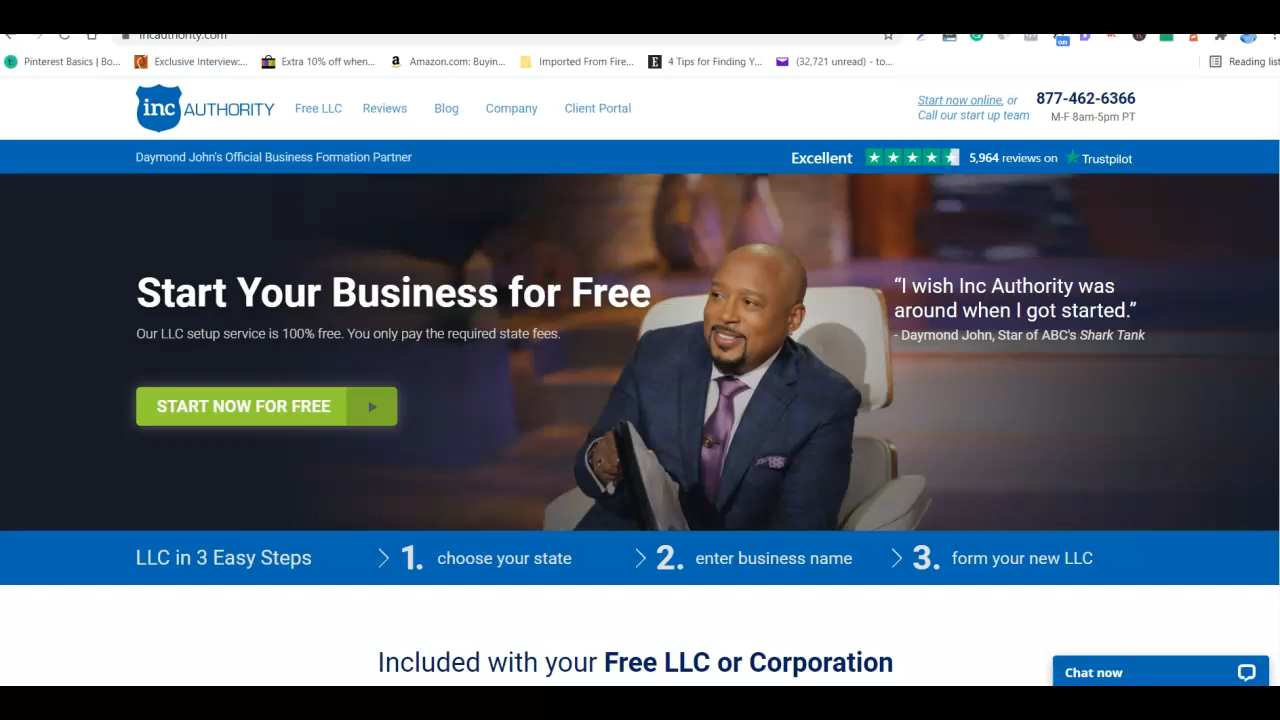 incauthority.com
Pinterest Basics | Bo...
Exclusive Interview:...
Extra 10% off when...
Amazon.com: Buyin...
Imported From Fire...
4 Tips for Finding Y...
(32,721 unread) - to...
Reading list
on
inc AUTHORITY
Free LLC
Reviews
Blog
Company
Client Portal
Start now online, or
Call our start up team
877-462-6366
M-F 8am-5pm PT
Daymond John's Official Business Formation Partner
Excellent
5,964 reviews on
Trustpilot
Start Your Business for Free
Our LLC setup service is 100% free. You only pay the required state fees.
START NOW FOR FREE
“I wish Inc Authority was
around when I got started.”
- Daymond John, Star of ABC's Shark Tank
LLC in 3 Easy Steps
1. choose your state
2. enter business name
3. form your new LLC
Included with your Free LLC or Corporation
Chat now